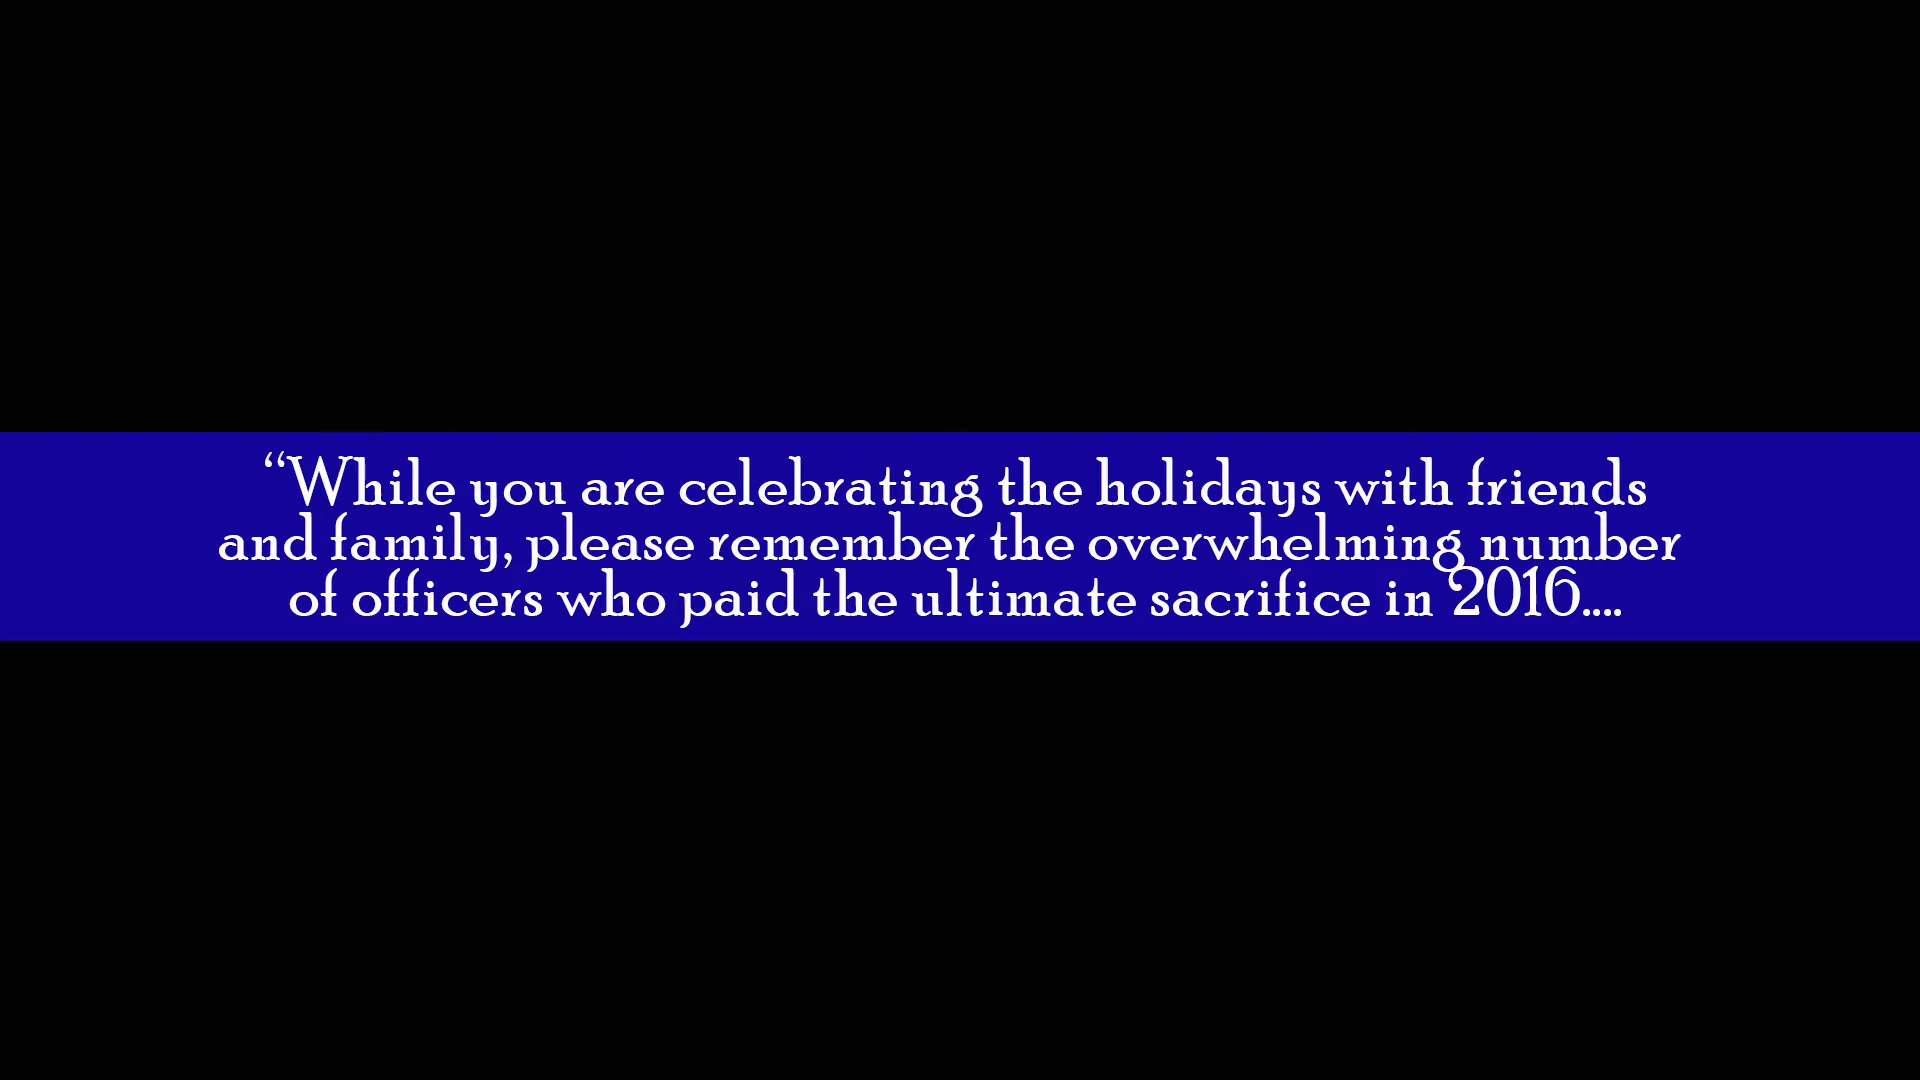 “While you are celebrating the holidays with friends
and family, please remember the overwhelming number
of officers who paid the ultimate sacrifice in 2016....